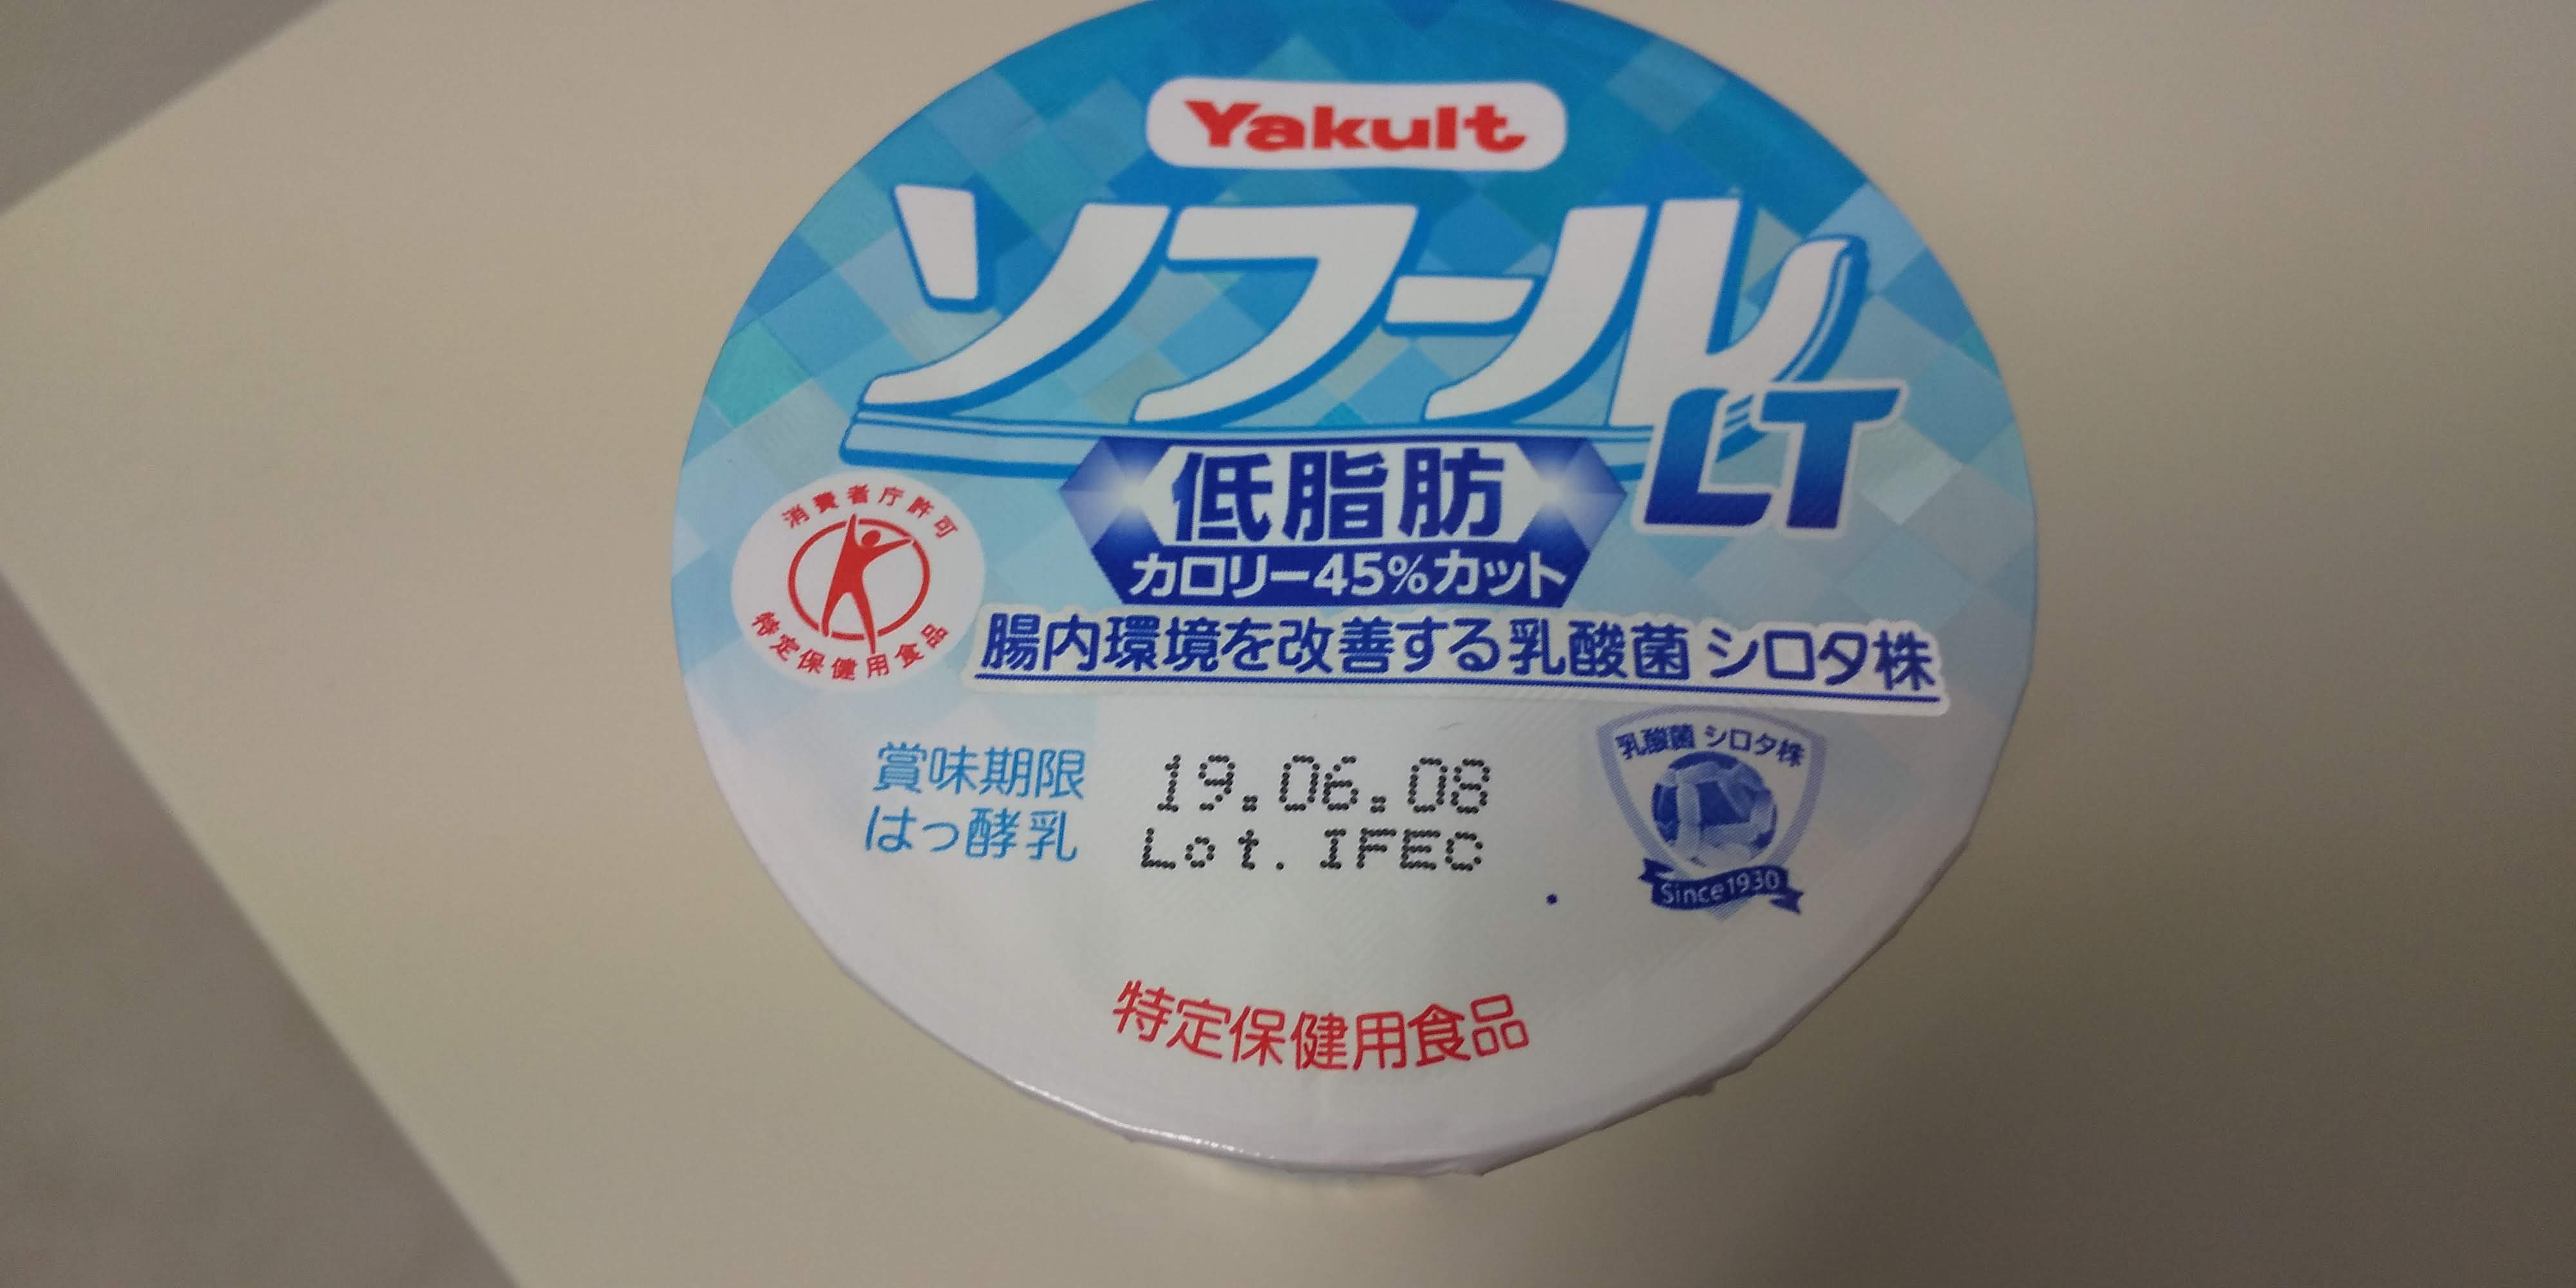 Yakult
ソフール
LT
低脂肪
カロリー45%カット
消費者庁許可
特定保健用食品
腸内環境を改善する乳酸菌 シロタ株
賞味期限
はっ酵乳
19.06.08
Lot. IFEC
乳酸菌 シロタ株
Since1930
特定保健用食品